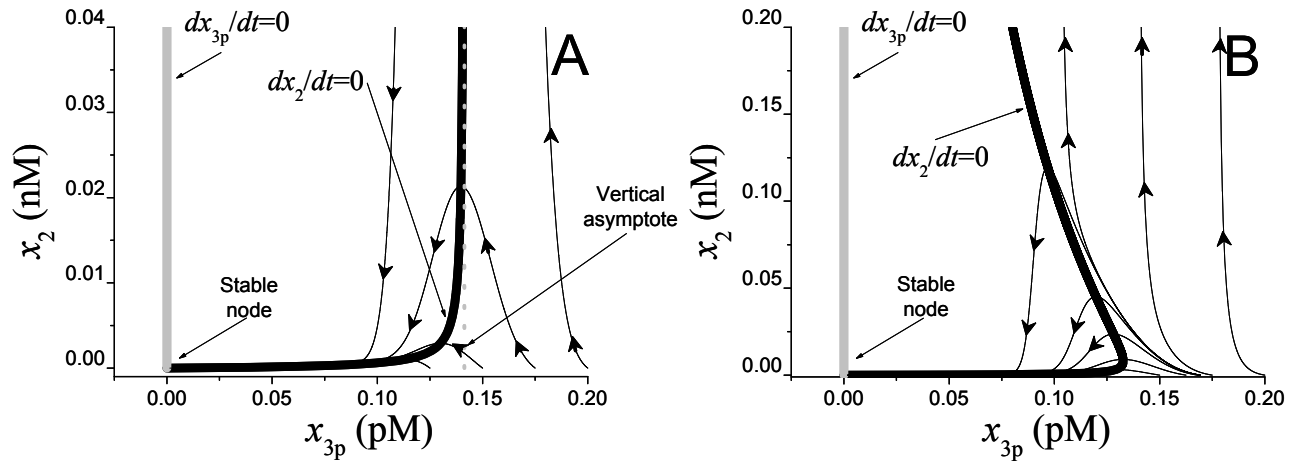 dx3p/dt=0
A
0.04
dx2/dt=0
0.03
0.02
Vertical
asymptote
x2 (nM)
0.01
Stable
node
0.00
0.00 0.05 0.10 0.15 0.20
x3p (pM)
dx3p/dt=0
B
0.20
0.15
dx2/dt=0
0.10
x2 (nM)
0.05
Stable
node
0.00
0.00 0.05 0.10 0.15 0.20
x3p (pM)